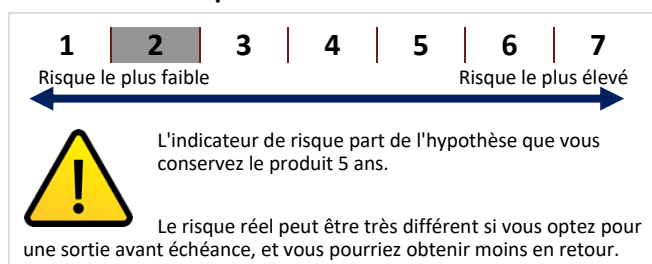 1 2 3 4 5 6 7
Risque le plus faible Risque le plus élevé
L'indicateur de risque part de l'hypothèse que vous
conservez le produit 5 ans.
Le risque réel peut être très différent si vous optez pour
une sortie avant échéance, et vous pourriez obtenir moins en retour.